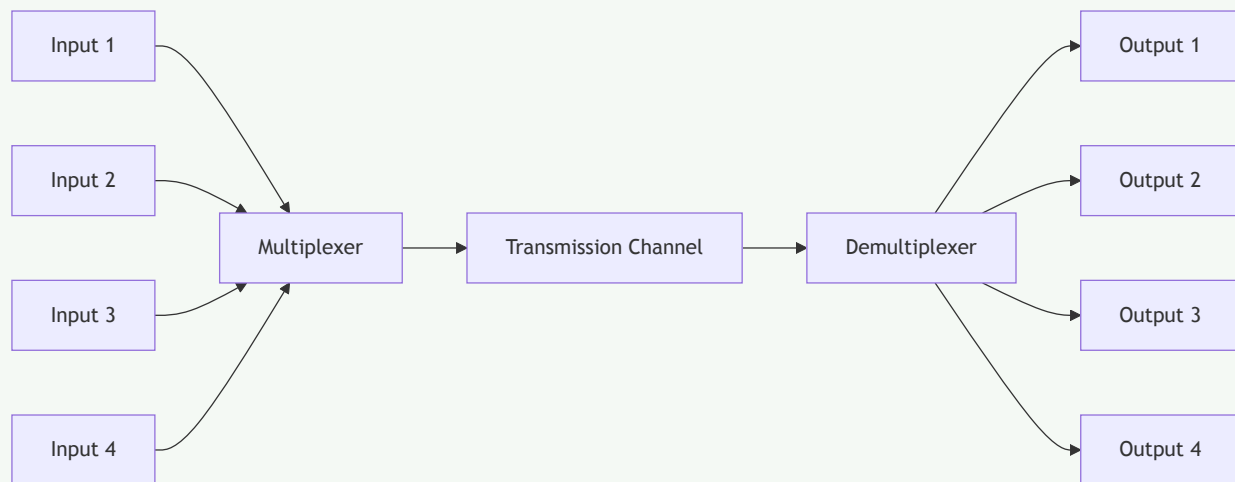 Input 1
Output 1
Input 2
Output 2
Multiplexer
Transmission Channel
Demultiplexer
Input 3
Output 3
Input 4
Output 4